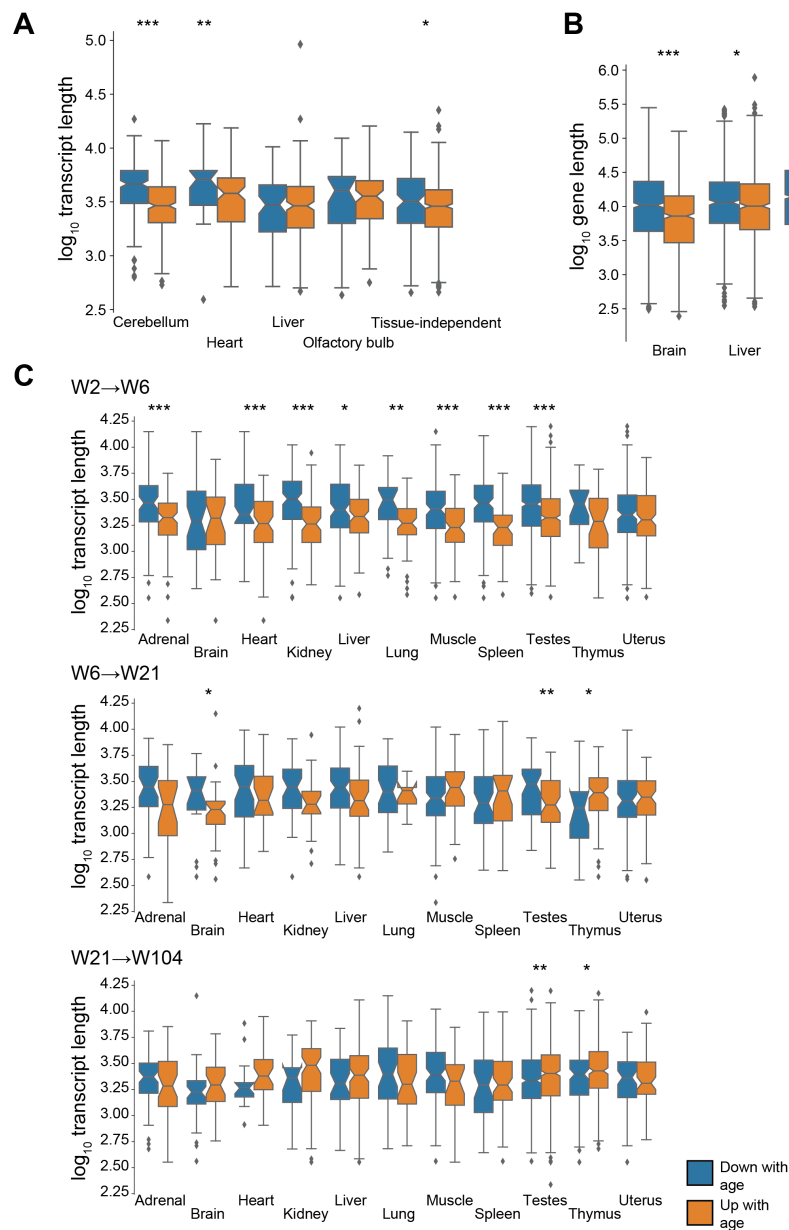 A
*** ** *
log10 transcript length
5.0
4.5
4.0
3.5
3.0
2.5
Cerebellum Liver Tissue-independent
Heart Olfactory bulb
B
*** *
log10 gene length
6.0
5.5
5.0
4.5
4.0
3.5
3.0
2.5
Brain Liver
C
W2→W6
*** *** *** * ** *** *** ***
log10 transcript length
4.25
4.00
3.75
3.50
3.25
3.00
2.75
2.50
2.25
Adrenal Heart Liver Muscle Testes Uterus
Brain Kidney Lung Spleen Thymus
W6→W21
* ** *
log10 transcript length
4.25
4.00
3.75
3.50
3.25
3.00
2.75
2.50
2.25
Adrenal Heart Liver Muscle Testes Uterus
Brain Kidney Lung Spleen Thymus
W21→W104
** *
log10 transcript length
4.25
4.00
3.75
3.50
3.25
3.00
2.75
2.50
2.25
Adrenal Heart Liver Muscle Testes Uterus
Brain Kidney Lung Spleen Thymus
Down with
age
Up with
age